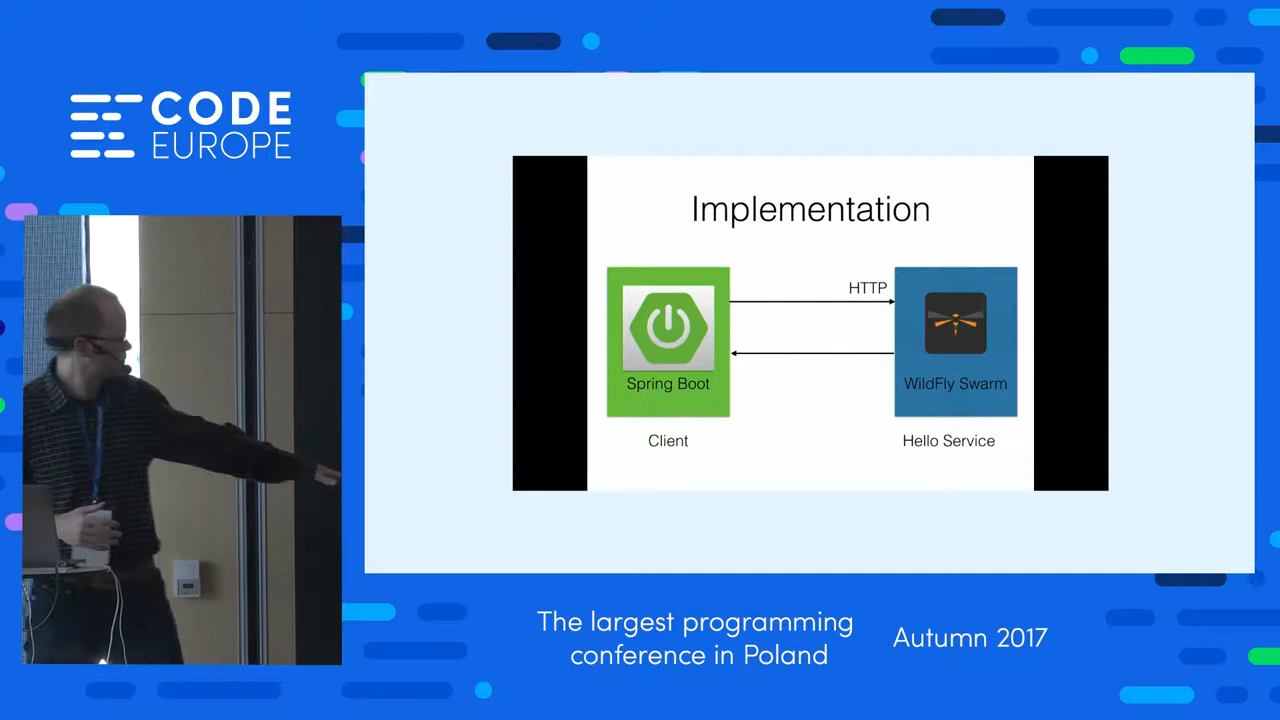 CODE
EUROPE
Implementation
HTTP
Spring Boot
WildFly Swarm
Client
Hello Service
The largest programming
conference in Poland
Autumn 2017